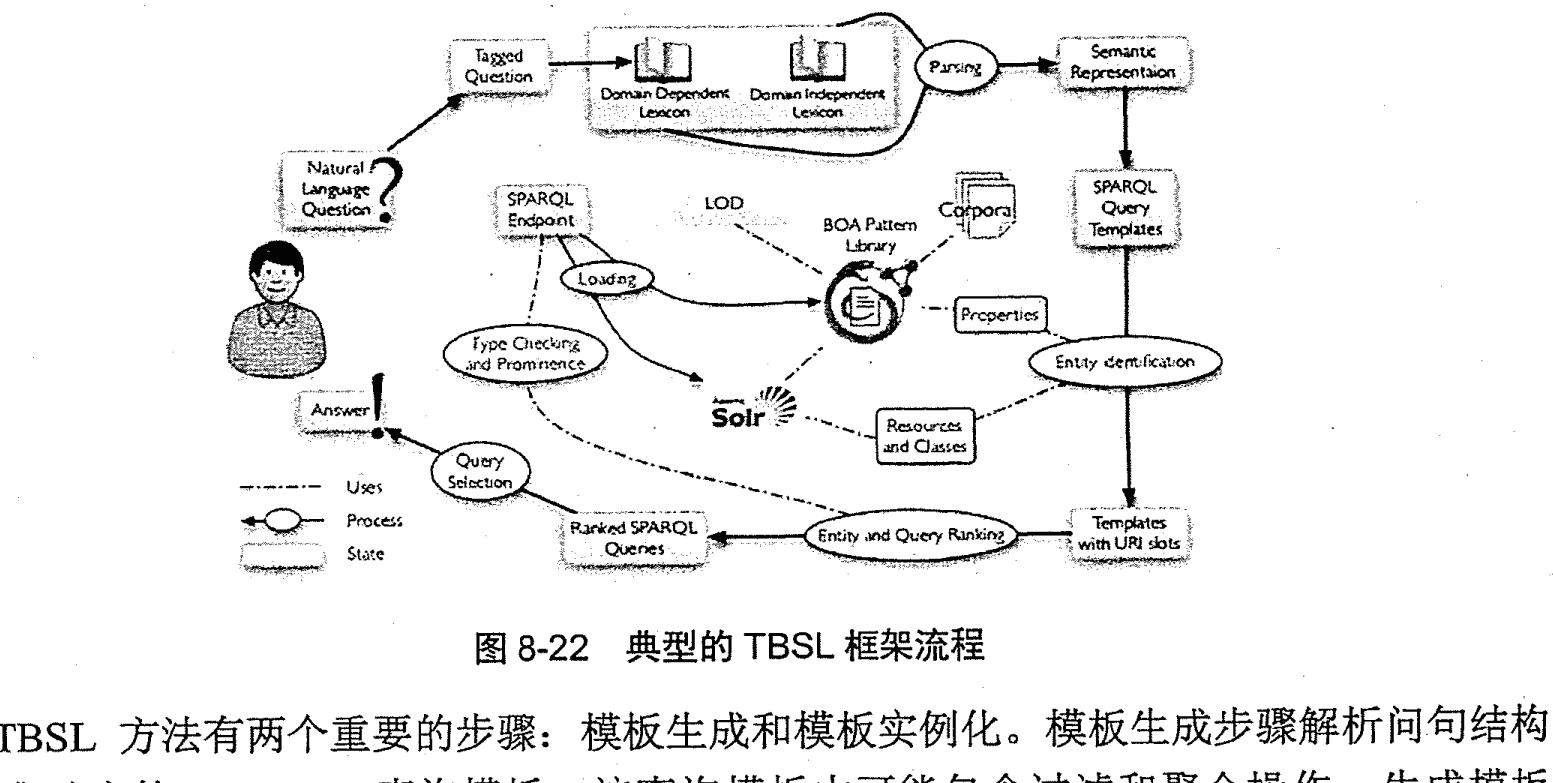 Tagged
Question
Domain Dependent
Lexicon
Domain Independent
Lexicon
Parsing
Semantic
Representaion
Natural
Language
Question
?
SPARQL
Endpoint
LOD
Corpora
BOA Pattern
Library
SPARQL
Query
Templates
Loading
Properties
Type Checking
and Prominence
Entity identification
Answer
!
Solr
Resources
and Classes
Query
Selection
Uses
Process
State
Ranked SPARQL
Queries
Entity and Query Ranking
Templates
with URI slots
图 8-22 典型的 TBSL 框架流程
TBSL 方法有两个重要的步骤：模板生成和模板实例化。模板生成步骤解析问句结构